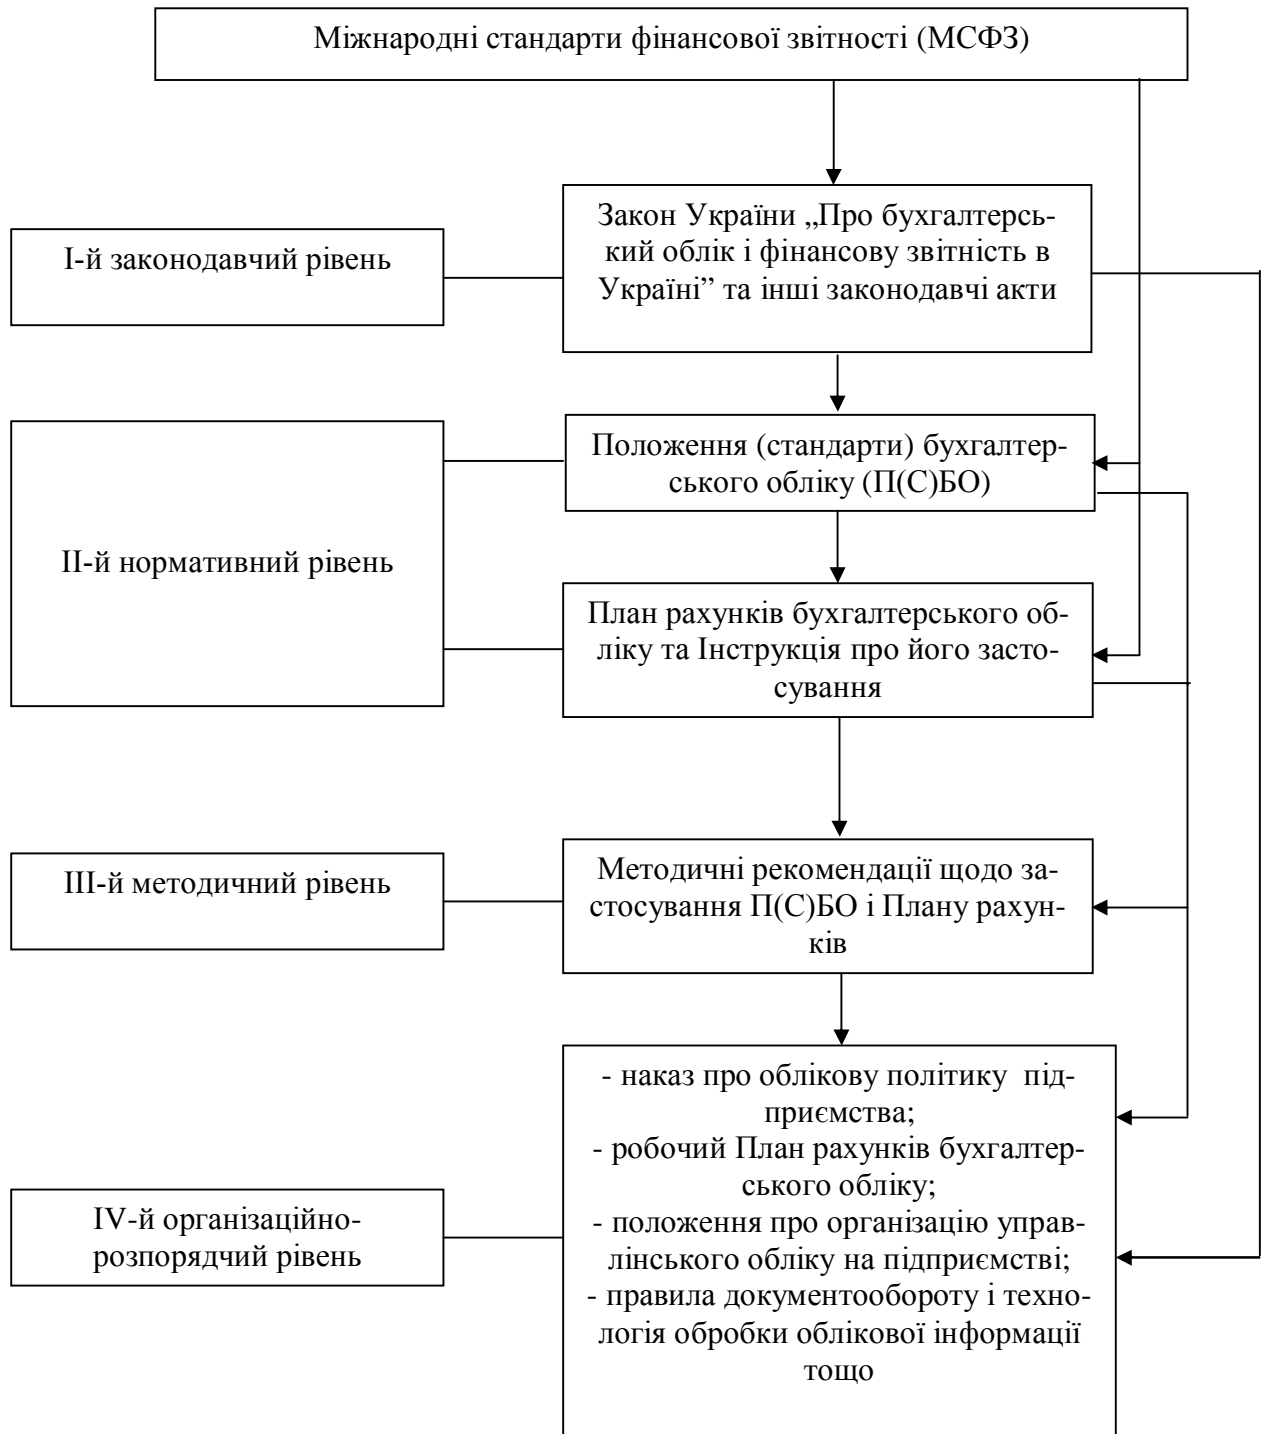 Міжнародні стандарти фінансової звітності (МСФЗ)
І-й законодавчий рівень
Закон України „Про бухгалтерсь-
кий облік і фінансову звітність в
Україні” та інші законодавчі акти
ІІ-й нормативний рівень
Положення (стандарти) бухгалтер-
ського обліку (П(С)БО)
План рахунків бухгалтерського об-
ліку та Інструкція про його засто-
сування
ІІІ-й методичний рівень
Методичні рекомендації щодо за-
стосування П(С)БО і Плану рахун-
ків
IV-й організаційно-
розпорядчий рівень
- наказ про облікову політику під-
приємства;
- робочий План рахунків бухгалтер-
ського обліку;
- положення про організацію управ-
лінського обліку на підприємстві;
- правила документообороту і техно-
логія обробки облікової інформації
тощо